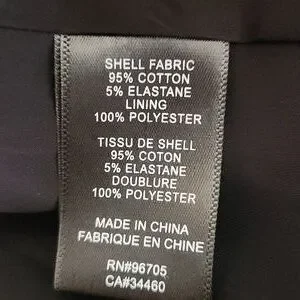 SHELL FABRIC
95% COTTON
5% ELASTANE
LINING
100% POLYESTER
TISSU DE SHELL
95% COTON
5% ELASTANE
DOUBLURE
100% POLYESTER
MADE IN CHINA
FABRIQUE EN CHINE
RN#96705
CA#34460